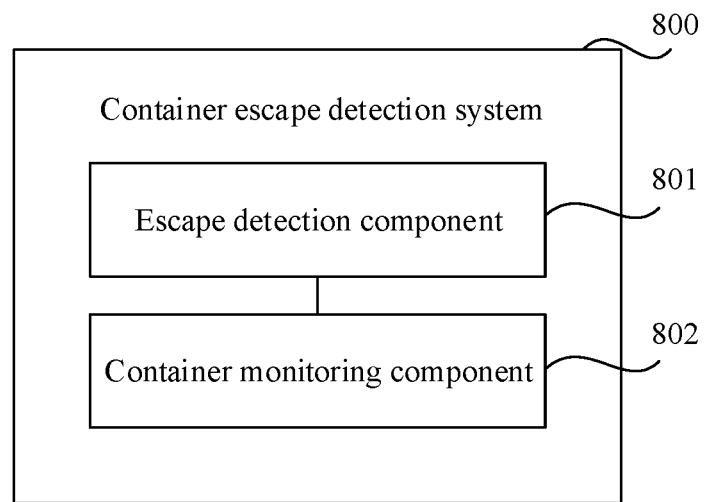 800
Container escape detection system
801
Escape detection component
802
Container monitoring component